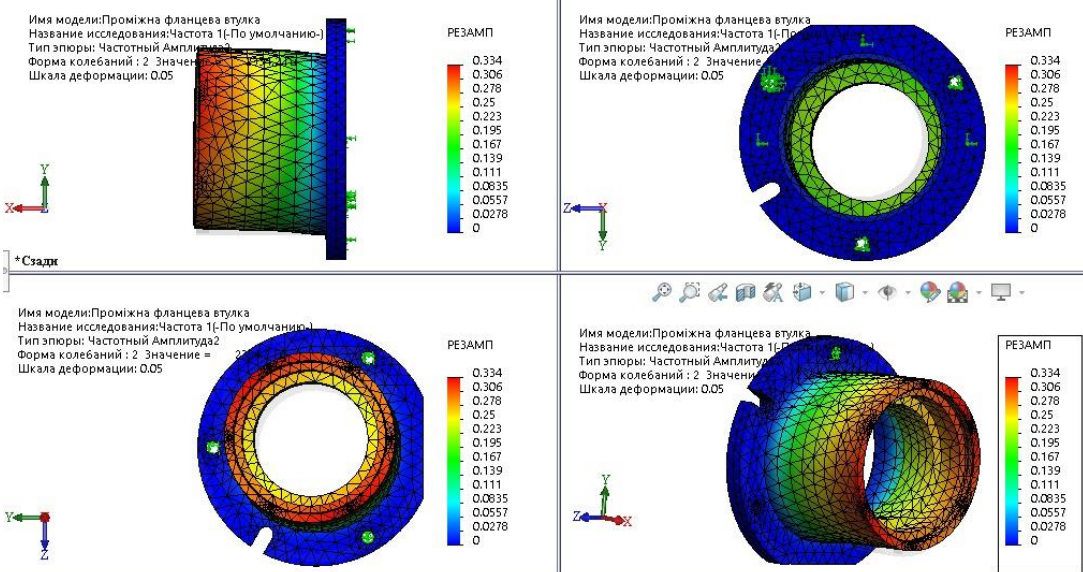 Имя модели:Проміжна фланцева втулка
Название исследования:Частота 1(-По умолчанию-)
Тип эпюры: Частотный Амплитуда2
Форма колебаний : 2 Значение =
Шкала деформации: 0.05
РЕЗАМП
0.334
0.306
0.278
0.25
0.223
0.195
0.167
0.139
0.111
0.0835
0.0557
0.0278
0
Y
X
Z
*Сзади
Имя модели:Проміжна фланцева втулка
Название исследования:Частота 1(-По
Тип эпюры: Частотный Амплитуда2
Форма колебаний : 2 Значение
Шкала деформации: 0.05
РЕЗАМП
0.334
0.306
0.278
0.25
0.223
0.195
0.167
0.139
0.111
0.0835
0.0557
0.0278
0
Z
X
Y
Имя модели:Проміжна фланцева втулка
Название исследования:Частота 1(-По умолчанию-)
Тип эпюры: Частотный Амплитуда2
Форма колебаний : 2 Значение =
Шкала деформации: 0.05
РЕЗАМП
0.334
0.306
0.278
0.25
0.223
0.195
0.167
0.139
0.111
0.0835
0.0557
0.0278
0
Y
Z
Имя модели:Проміжна фланцева втулка
Название исследования:Частота 1(-
Тип эпюры: Частотный Амплитуда
Форма колебаний : 2 Значени
Шкала деформации: 0.05
РЕЗАМП
0.334
0.306
0.278
0.25
0.223
0.195
0.167
0.139
0.111
0.0835
0.0557
0.0278
0
Y
Z
X